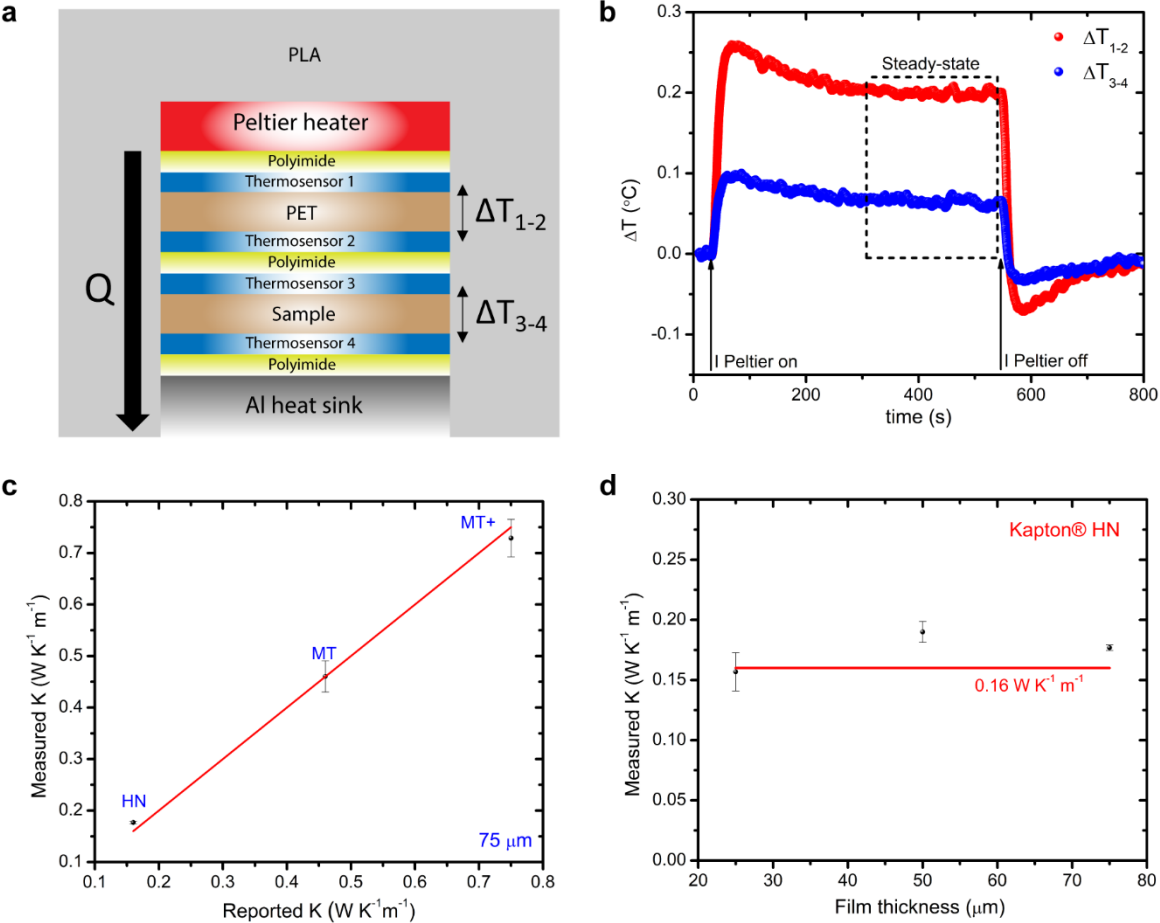 a
PLA
Peltier heater
Polyimide
Thermosensor 1
PET
Thermosensor 2
Polyimide
Thermosensor 3
Sample
Thermosensor 4
Polyimide
Al heat sink
Q
ΔT1-2
ΔT3-4
b
ΔT1-2
ΔT3-4
Steady-state
I Peltier on
I Peltier off
0.3
0.2
0.1
0.0
-0.1
ΔT (°C)
0 200 400 600 800
time (s)
c
0.8
0.7
0.6
0.5
0.4
0.3
0.2
0.1
Measured K (W K⁻¹ m⁻¹)
MT+
MT
HN
75 μm
0.1 0.2 0.3 0.4 0.5 0.6 0.7 0.8
Reported K (W K⁻¹m⁻¹)
d
0.30
0.25
0.20
0.15
0.10
0.05
0.00
Measured K (W K⁻¹ m⁻¹)
Kapton® HN
0.16 W K⁻¹ m⁻¹
20 30 40 50 60 70 80
Film thickness (μm)